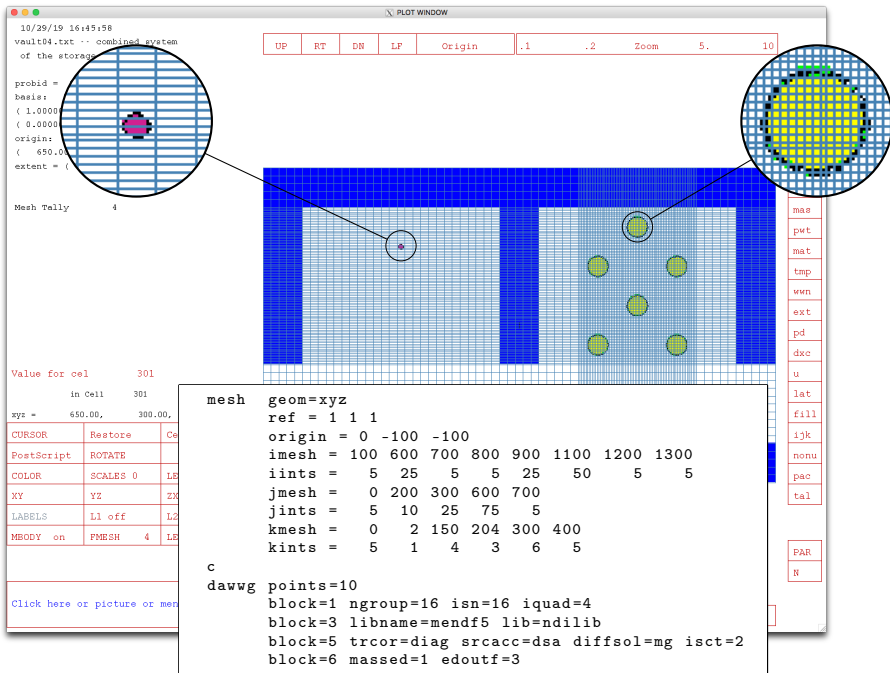 PLOT WINDOW
10/29/19 16:45:58
vault04.txt -- combined system
of the storag
probid =
basis:
( 1.0000
( 0.0000
origin:
( 650.00
extent = (
Mesh Tally 4
UP RT DN LF Origin .1 .2 Zoom 5. 10
mas
pwt
mat
tmp
wwn
ext
pd
dxc
u
lat
fill
ijk
nonu
pac
tal
PAR
N
Value for cel 301
in Cell 301
xyz = 650.00, 300.00,
CURSOR Restore Ce
PostScript ROTATE
COLOR SCALES 0 LE
XY YZ ZX
LABELS L1 off L2
MBODY on FMESH 4 LE
Click here or picture or men
mesh geom=xyz
ref = 1 1 1
origin = 0 -100 -100
imesh = 100 600 700 800 900 1100 1200 1300
iints = 5 25 5 5 25 50 5 5
jmesh = 0 200 300 600 700
jints = 5 10 25 75 5
kmesh = 0 2 150 204 300 400
kints = 5 1 4 3 6 5
c
dawwg points=10
block=1 ngroup=16 isn=16 iquad=4
block=3 libname=mendf5 lib=ndilib
block=5 trcor=diag srcacc=dsa diffsol=mg isct=2
block=6 massed=1 edoutf=3